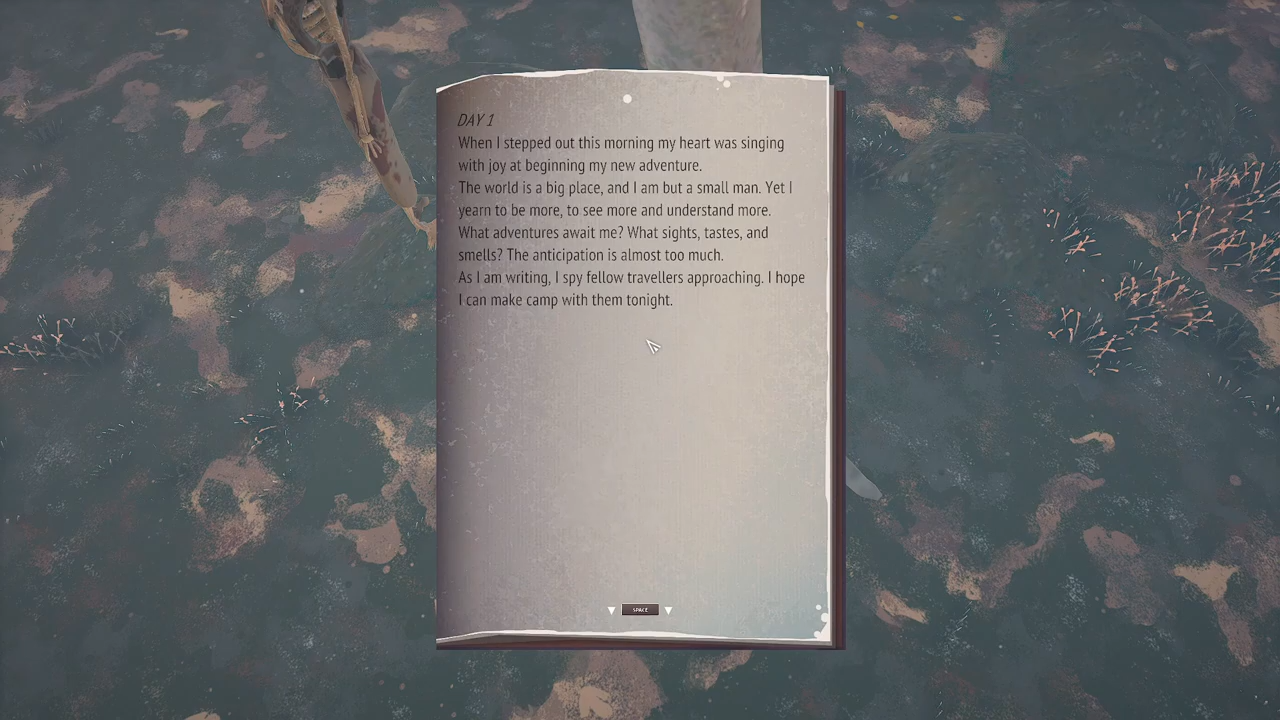 DAY 1
When I stepped out this morning my heart was singing
with joy at beginning my new adventure.
The world is a big place, and I am but a small man. Yet I
yearn to be more, to see more and understand more.
What adventures await me? What sights, tastes, and
smells? The anticipation is almost too much.
As I am writing, I spy fellow travellers approaching. I hope
I can make camp with them tonight.
SPACE